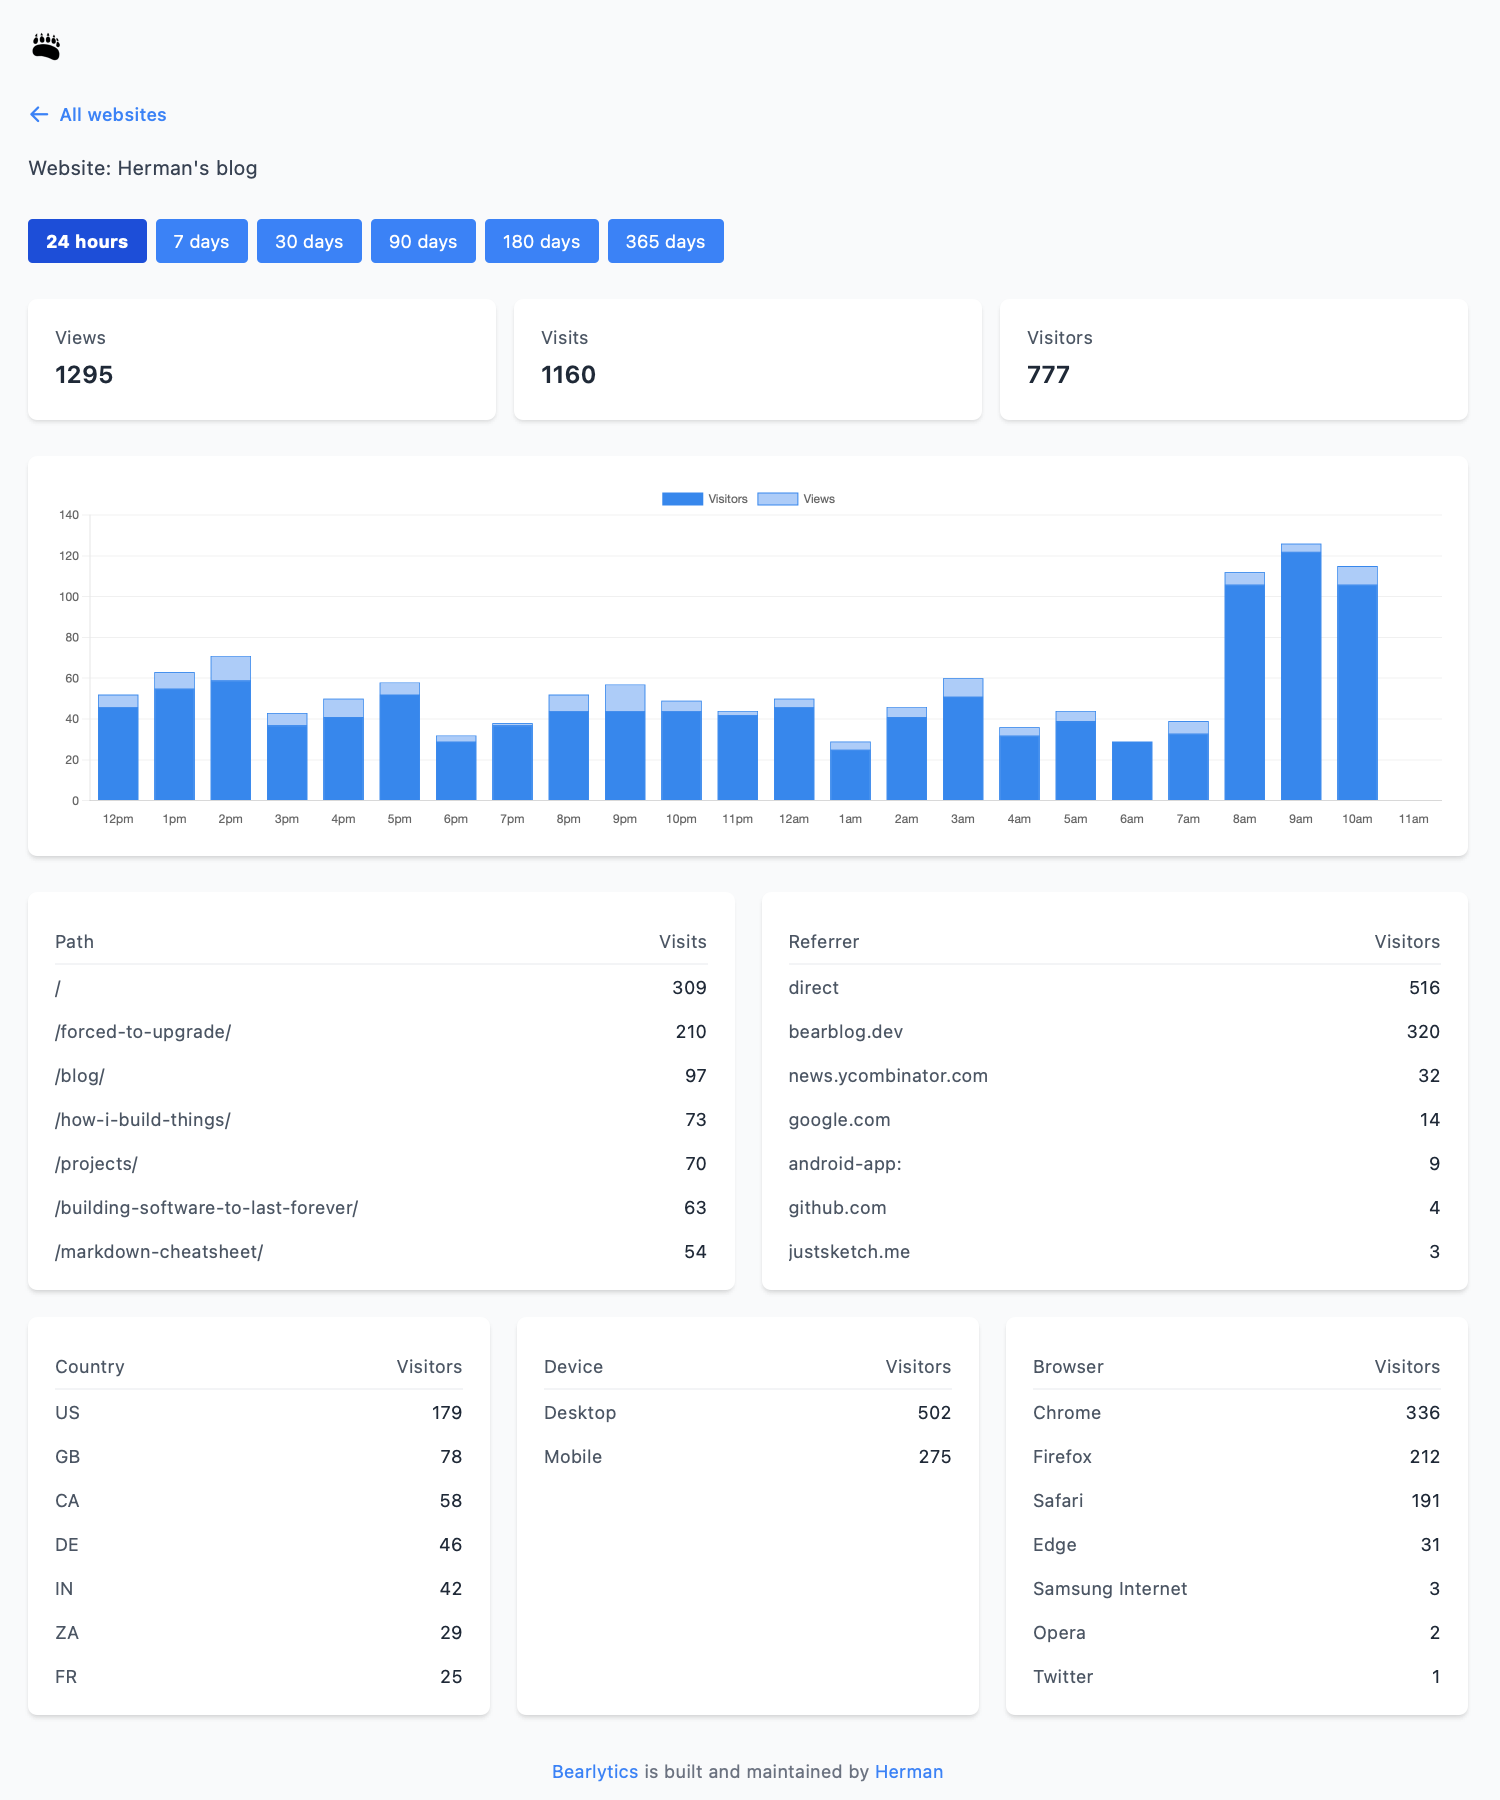 ← All websites
Website: Herman's blog
24 hours 7 days 30 days 90 days 180 days 365 days
Views Visits Visitors
1295 1160 777
Visitors Views
140
120
100
80
60
40
20
0
12pm 1pm 2pm 3pm 4pm 5pm 6pm 7pm 8pm 9pm 10pm 11pm 12am 1am 2am 3am 4am 5am 6am 7am 8am 9am 10am 11am
Path Visits
/ 309
/forced-to-upgrade/ 210
/blog/ 97
/how-i-build-things/ 73
/projects/ 70
/building-software-to-last-forever/ 63
/markdown-cheatsheet/ 54
Referrer Visitors
direct 516
bearblog.dev 320
news.ycombinator.com 32
google.com 14
android-app: 9
github.com 4
justsketch.me 3
Country Visitors
US 179
GB 78
CA 58
DE 46
IN 42
ZA 29
FR 25
Device Visitors
Desktop 502
Mobile 275
Browser Visitors
Chrome 336
Firefox 212
Safari 191
Edge 31
Samsung Internet 3
Opera 2
Twitter 1
Bearlytics is built and maintained by Herman